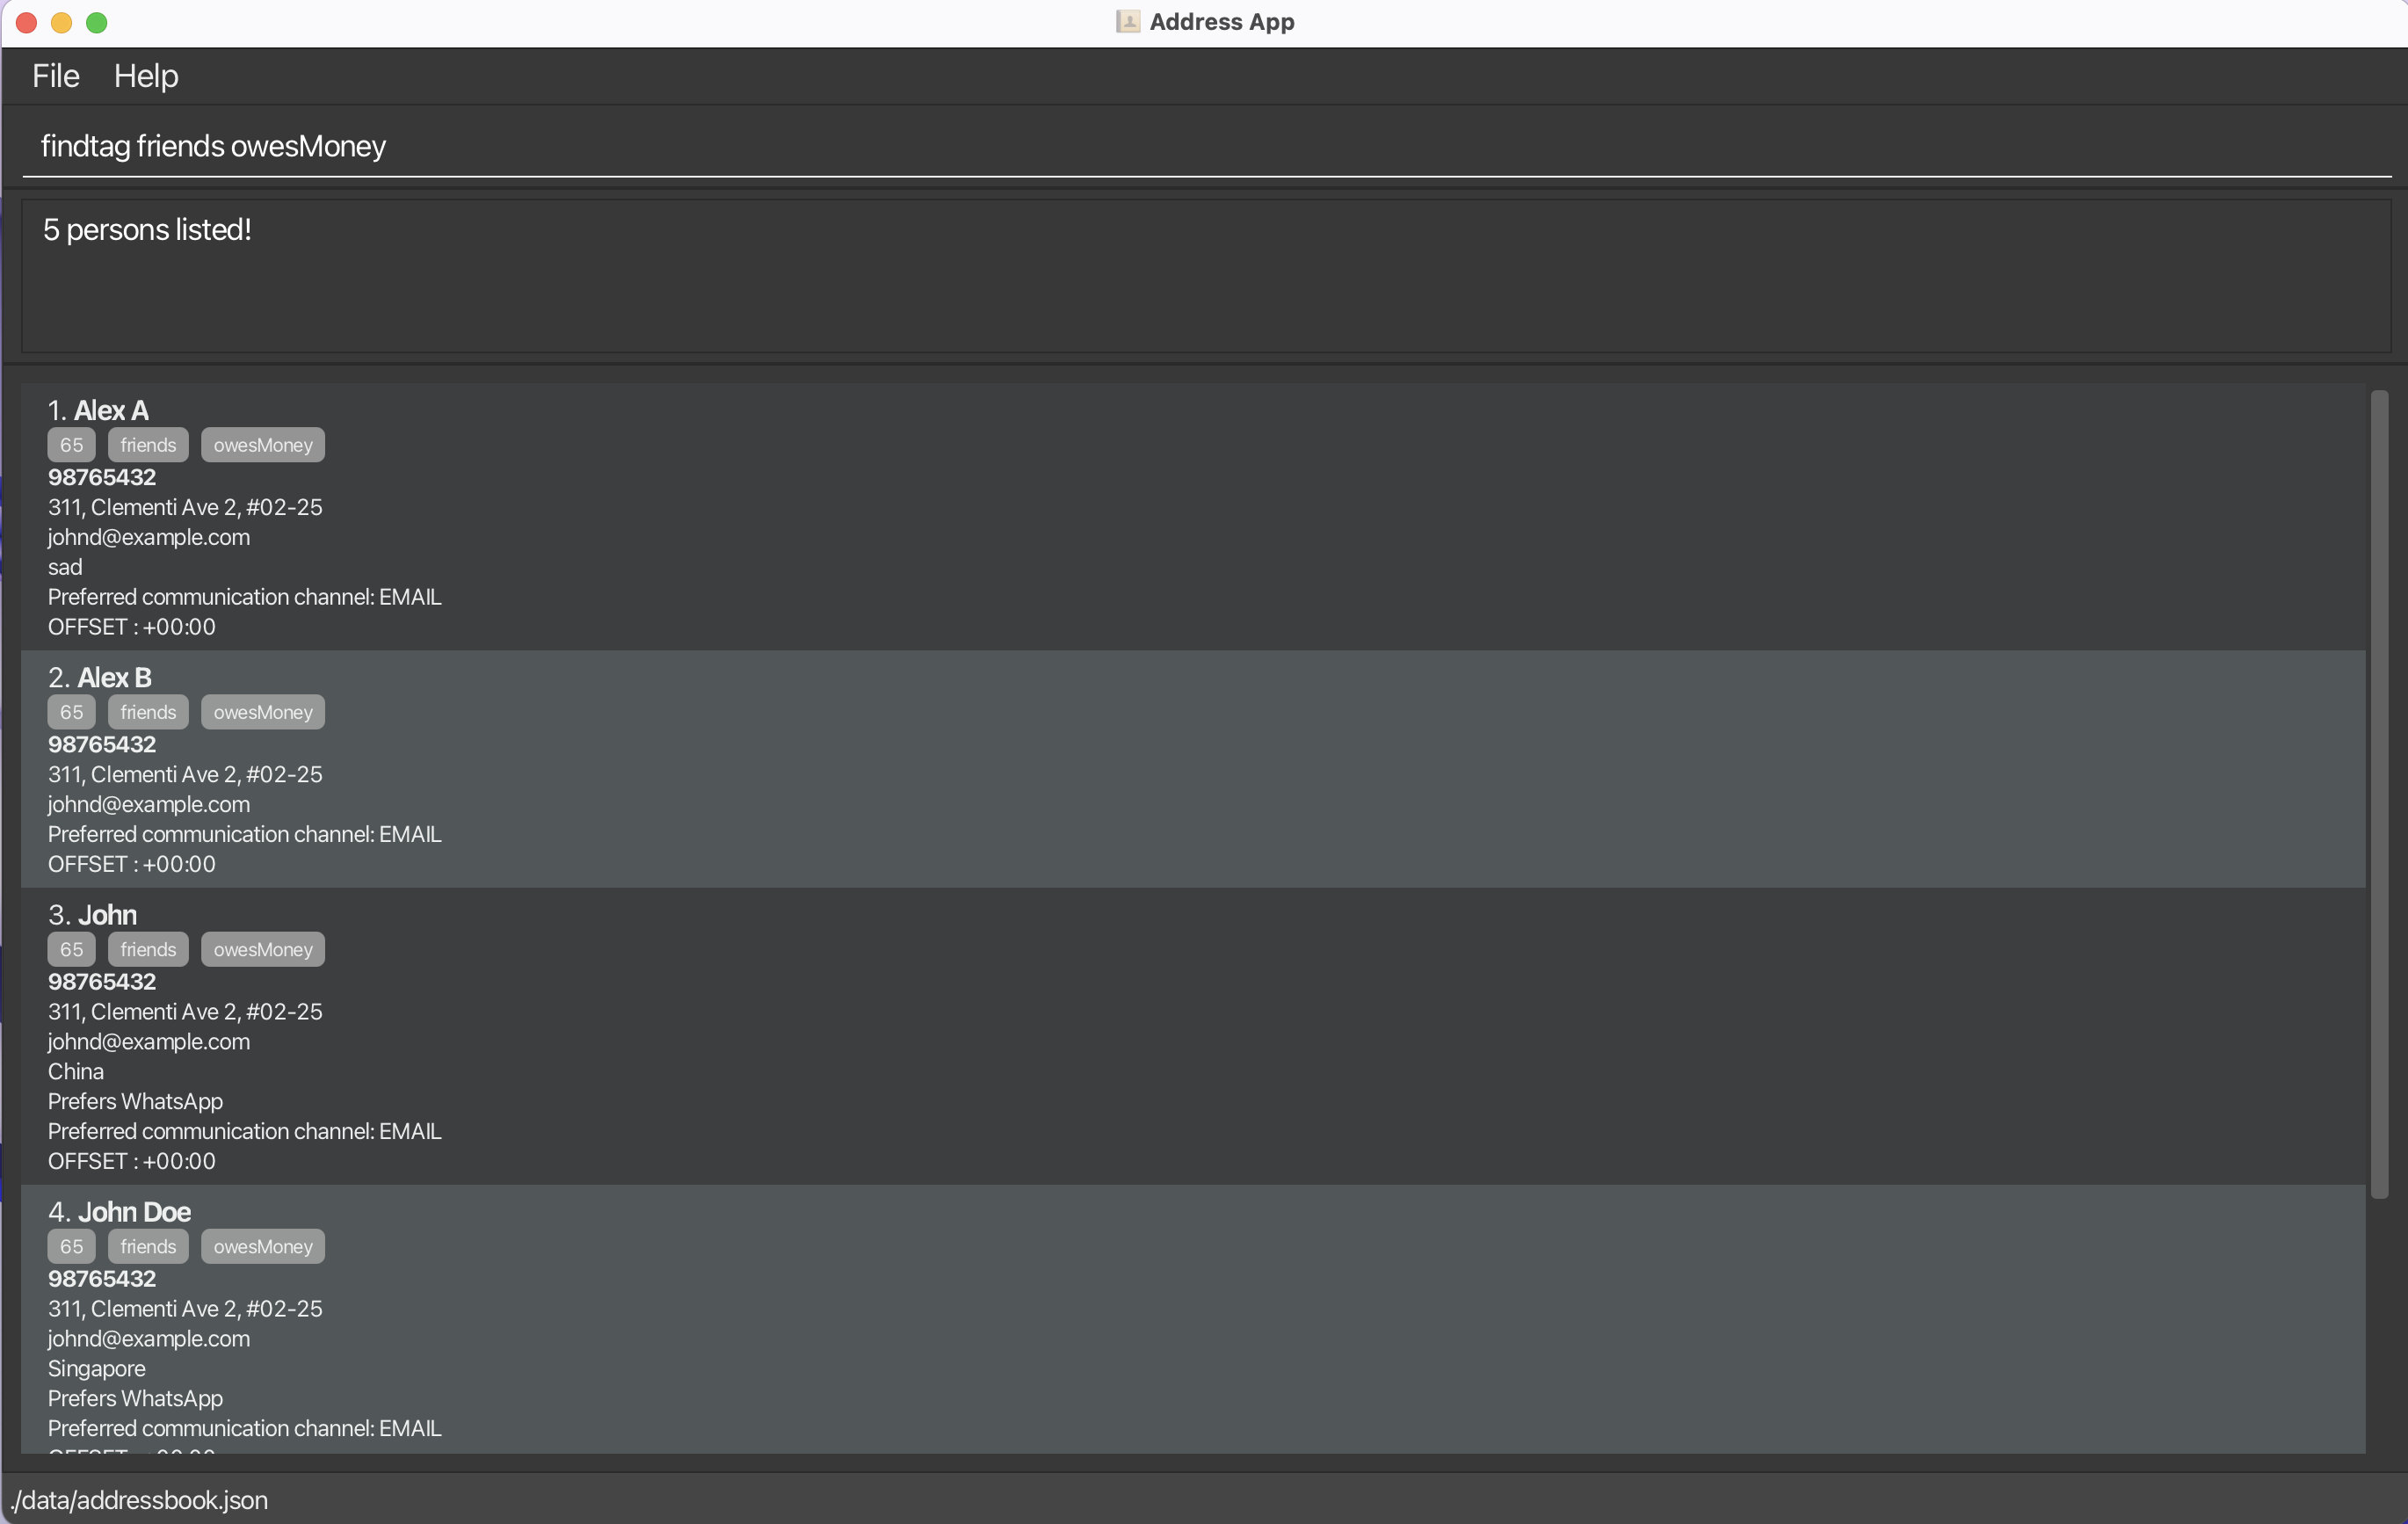 Address App
File Help
findtag friends owesMoney
5 persons listed!
1. Alex A
65 friends owesMoney
98765432
311, Clementi Ave 2, #02-25
johnd@example.com
sad
Preferred communication channel: EMAIL
OFFSET : +00:00
2. Alex B
65 friends owesMoney
98765432
311, Clementi Ave 2, #02-25
johnd@example.com
Preferred communication channel: EMAIL
OFFSET : +00:00
3. John
65 friends owesMoney
98765432
311, Clementi Ave 2, #02-25
johnd@example.com
China
Prefers WhatsApp
Preferred communication channel: EMAIL
OFFSET : +00:00
4. John Doe
65 friends owesMoney
98765432
311, Clementi Ave 2, #02-25
johnd@example.com
Singapore
Prefers WhatsApp
Preferred communication channel: EMAIL
./data/addressbook.json